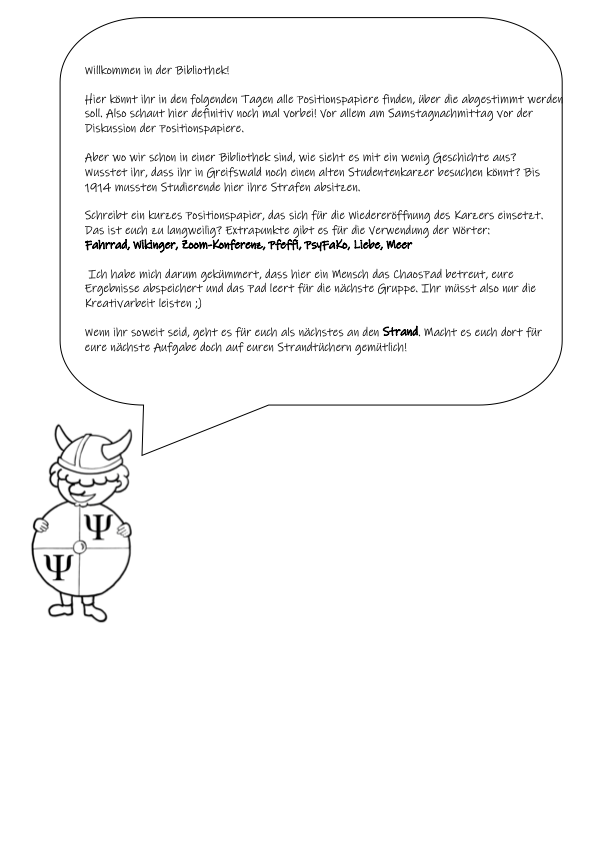 Willkommen in der Bibliothek!
Hier könnt ihr in den folgenden Tagen alle Positionspapiere finden, über die abgestimmt werden
soll. Also schaut hier definitiv noch mal vorbei! Vor allem am Samstagnachmittag vor der
Diskussion der Positionspapiere.
Aber wo wir schon in einer Bibliothek sind, wie sieht es mit ein wenig Geschichte aus?
Wusstet ihr, dass ihr in Greifswald noch einen alten Studentenkarzer besuchen könnt? Bis
1914 mussten Studierende hier ihre Strafen absitzen.
Schreibt ein kurzes Positionspapier, das sich für die Wiedereröffnung des Karzers einsetzt.
Das ist euch zu langweilig? Extrapunkte gibt es für die Verwendung der Wörter:
Fahrrad, Wikinger, Zoom-Konferenz, Pfeffi, PsyFaKo, Liebe, Meer
Ich habe mich darum gekümmert, dass hier ein Mensch das ChaosPad betreut, eure
Ergebnisse abspeichert und das Pad leert für die nächste Gruppe. Ihr müsst also nur die
Kreativarbeit leisten ;)
Wenn ihr soweit seid, geht es für euch als nächstes an den Strand. Macht es euch dort für
eure nächste Aufgabe doch auf euren Strandtüchern gemütlich!
Ψ
Ψ